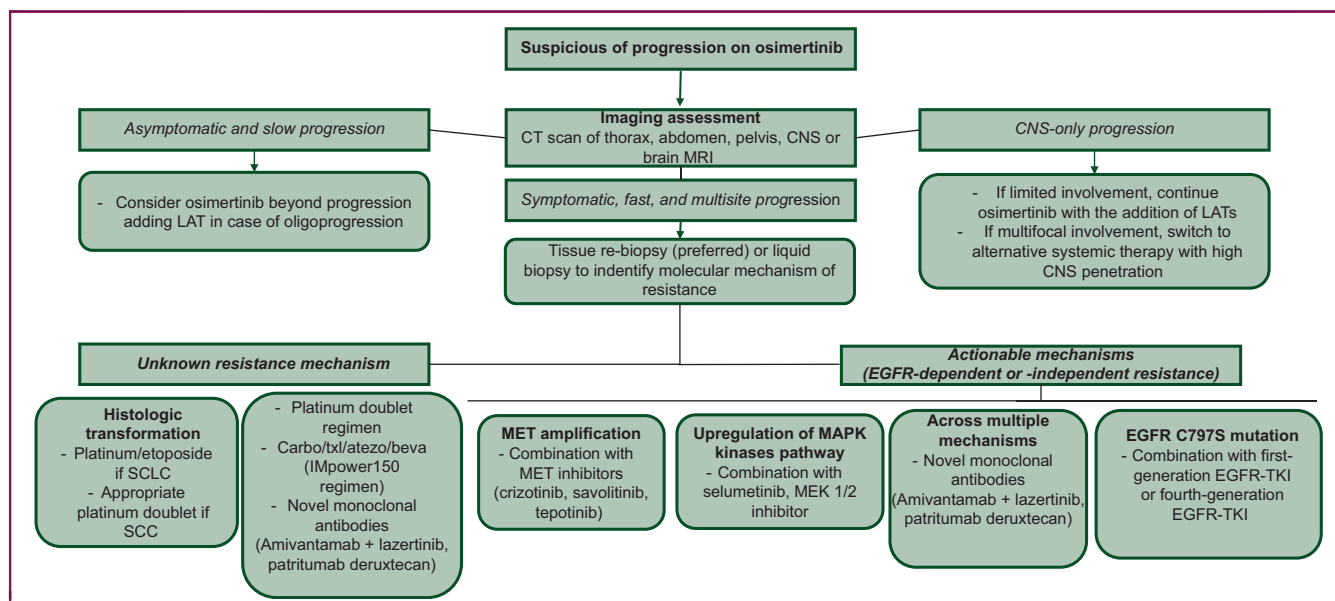 Suspicious of progression on osimertinib
Asymptomatic and slow progression
Imaging assessment
CT scan of thorax, abdomen, pelvis, CNS or
brain MRI
CNS-only progression
- Consider osimertinib beyond progression
adding LAT in case of oligoprogression
Symptomatic, fast, and multisite progression
- If limited involvement, continue
osimertinib with the addition of LATs
- If multifocal involvement, switch to
alternative systemic therapy with high
CNS penetration
Tissue re-biopsy (preferred) or liquid
biopsy to indentify molecular mechanism of
resistance
Unknown resistance mechanism
Actionable mechanisms
(EGFR-dependent or -independent resistance)
Histologic
transformation
- Platinum/etoposide
if SCLC
- Appropriate
platinum doublet if
SCC
- Platinum doublet
regimen
- Carbo/txl/atezo/beva
(IMpower150
regimen)
- Novel monoclonal
antibodies
(Amivantamab + lazertinib,
patritumab deruxtecan)
MET amplification
- Combination with
MET inhibitors
(crizotinib, savolitinib,
tepotinib)
Upregulation of MAPK
kinases pathway
- Combination with
selumetinib, MEK 1/2
inhibitor
Across multiple
mechanisms
- Novel monoclonal
antibodies
(Amivantamab + lazertinib,
patritumab deruxtecan)
EGFR C797S mutation
- Combination with first-
generation EGFR-TKI
or fourth-generation
EGFR-TKI